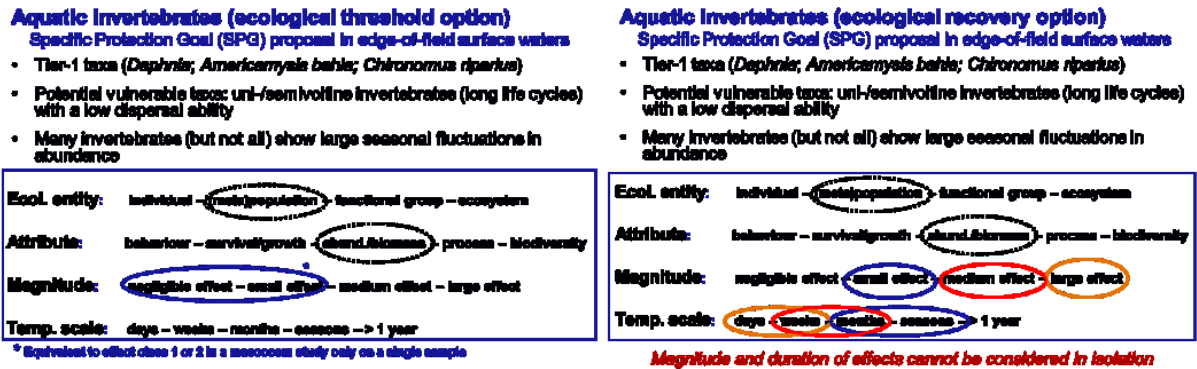 Aquatic Invertebrates (ecological threshold option)
Specific Protection Goal (SPG) proposal in edge-of-field surface waters
• Tier-1 taxa (Daphnia; Americamysis bahia; Chironomus riparius)
• Potential vulnerable taxa: uni-/semivoltine invertebrates (long life cycles)
with a low dispersal ability
• Many invertebrates (but not all) show large seasonal fluctuations in
abundance
Ecol. entity: individual – (meta)population – functional group – ecosystem
Attribute: behaviour – survival/growth – abund./biomass – process – biodiversity
*
Magnitude: negligible effect – small effect – medium effect – large effect
Temp. scale: days – weeks – months – seasons – > 1 year
* Equivalent to effect class 1 or 2 in a mesocosm study only on a single sample
Aquatic Invertebrates (ecological recovery option)
Specific Protection Goal (SPG) proposal in edge-of-field surface waters
• Tier-1 taxa (Daphnia; Americamysis bahia; Chironomus riparius)
• Potential vulnerable taxa: uni-/semivoltine invertebrates (long life cycles)
with a low dispersal ability
• Many invertebrates (but not all) show large seasonal fluctuations in
abundance
Ecol. entity: individual – (meta)population – functional group – ecosystem
Attribute: behaviour – survival/growth – abund./biomass – process – biodiversity
Magnitude: negligible effect – small effect – medium effect – large effect
Temp. scale: days – weeks – months – seasons – > 1 year
Magnitude and duration of effects cannot be considered in isolation